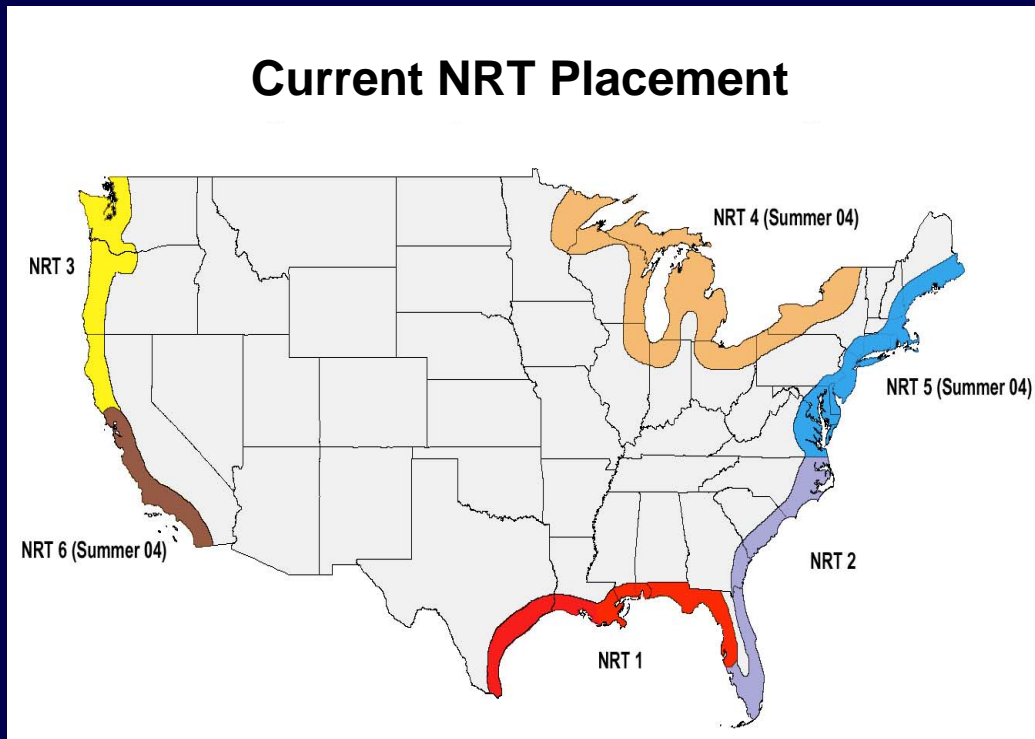 Current NRT Placement
NRT 4 (Summer 04)
NRT 3
NRT 5 (Summer 04)
NRT 6 (Summer 04)
NRT 2
NRT 1